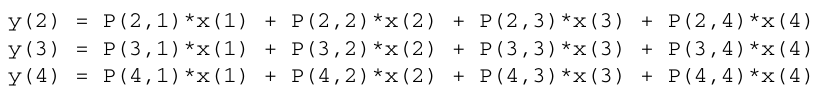 y(2) = P(2,1)*x(1) + P(2,2)*x(2) + P(2,3)*x(3) + P(2,4)*x(4)
y(3) = P(3,1)*x(1) + P(3,2)*x(2) + P(3,3)*x(3) + P(3,4)*x(4)
y(4) = P(4,1)*x(1) + P(4,2)*x(2) + P(4,3)*x(3) + P(4,4)*x(4)